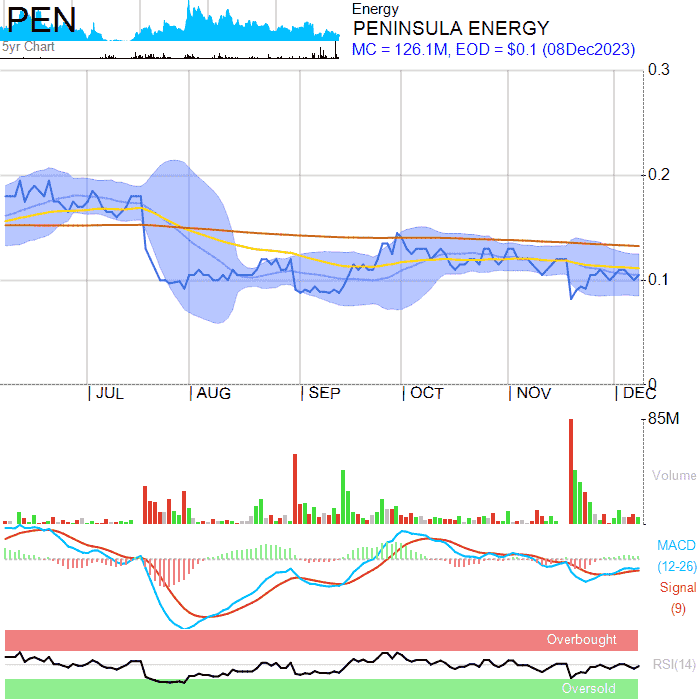 PEN
5yr Chart
Energy
PENINSULA ENERGY
MC = 126.1M, EOD = $0.1 (08Dec2023)
0.3
0.2
0.1
0
JUL AUG SEP OCT NOV DEC
85M
Volume
MACD
(12-26)
Signal
(9)
Overbought
RSI(14)
Oversold